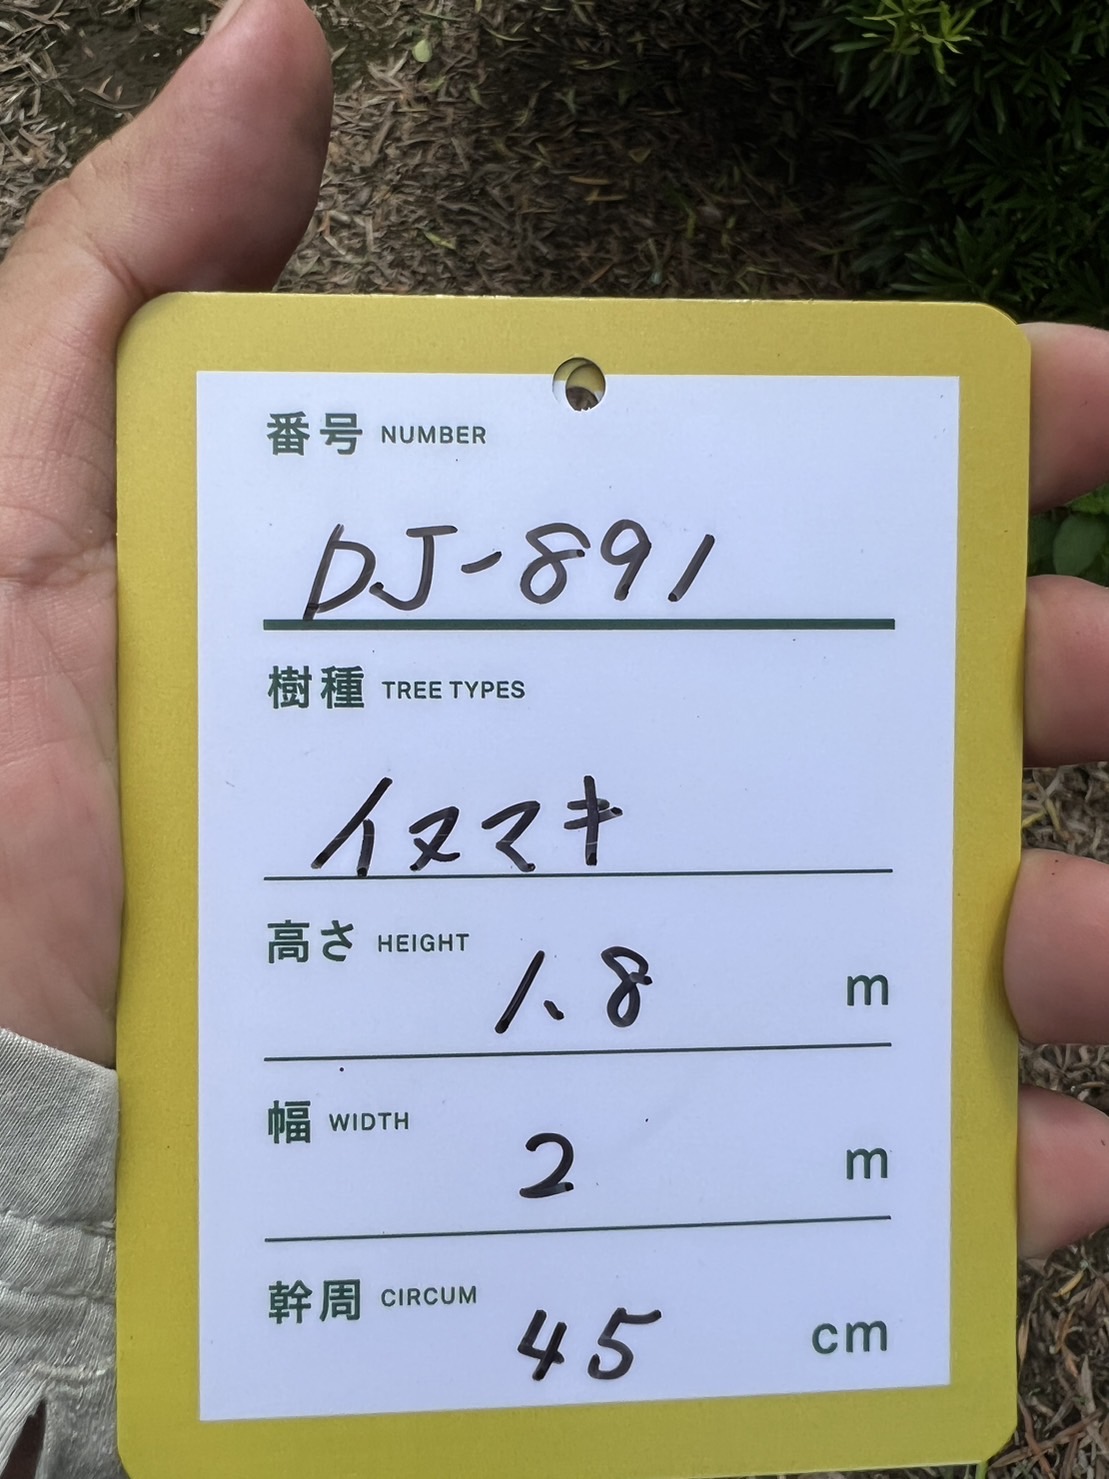 番号 NUMBER
DJ-891
樹種 TREE TYPES
イヌマキ
高さ HEIGHT 1.8 m
幅 WIDTH 2 m
幹周 CIRCUM 45 cm